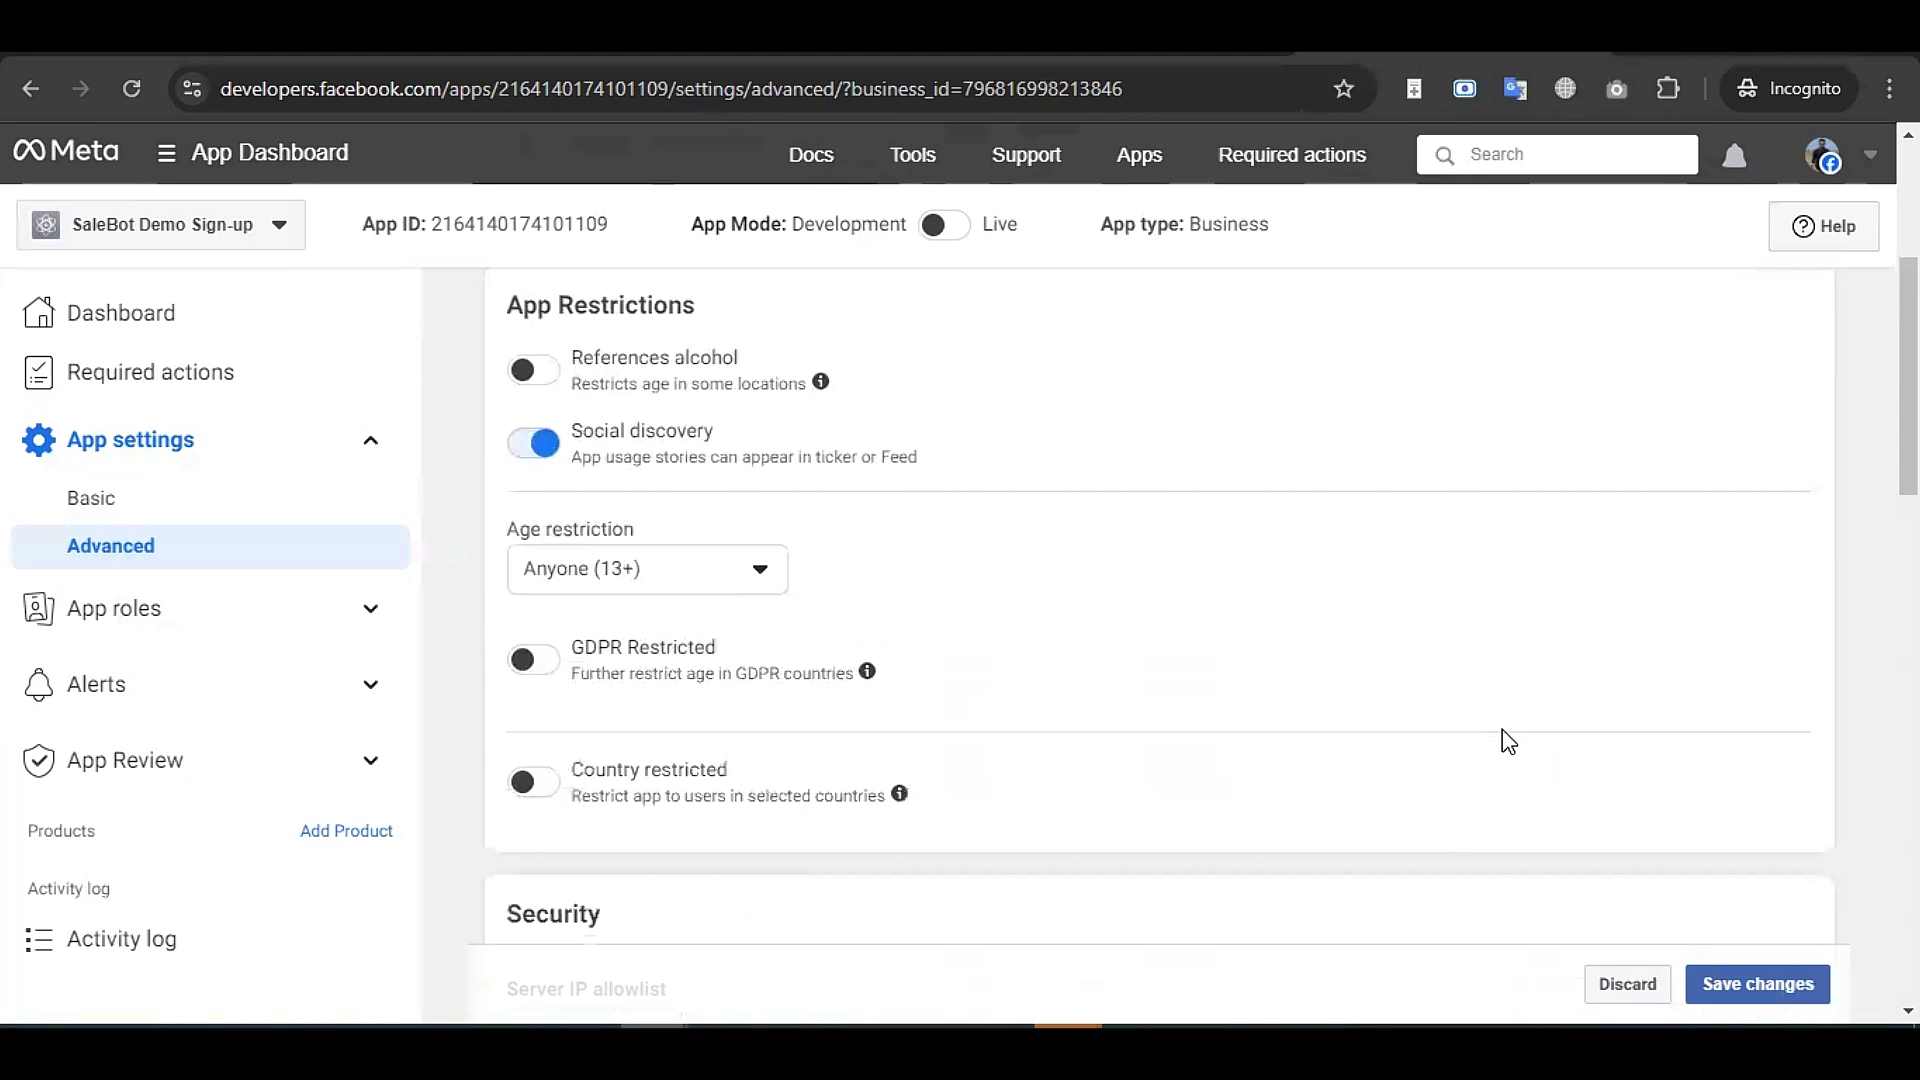 developers.facebook.com/apps/2164140174101109/settings/advanced/?business_id=796816998213846
Incognito
Meta
App Dashboard
Docs
Tools
Support
Apps
Required actions
Search
SaleBot Demo Sign-up
App ID: 2164140174101109
App Mode: Development
Live
App type: Business
Help
Dashboard
Required actions
App settings
Basic
Advanced
App roles
Alerts
App Review
Products
Add Product
Activity log
Activity log
App Restrictions
References alcohol
Restricts age in some locations
Social discovery
App usage stories can appear in ticker or Feed
Age restriction
Anyone (13+)
GDPR Restricted
Further restrict age in GDPR countries
Country restricted
Restrict app to users in selected countries
Security
Server IP allowlist
Discard
Save changes